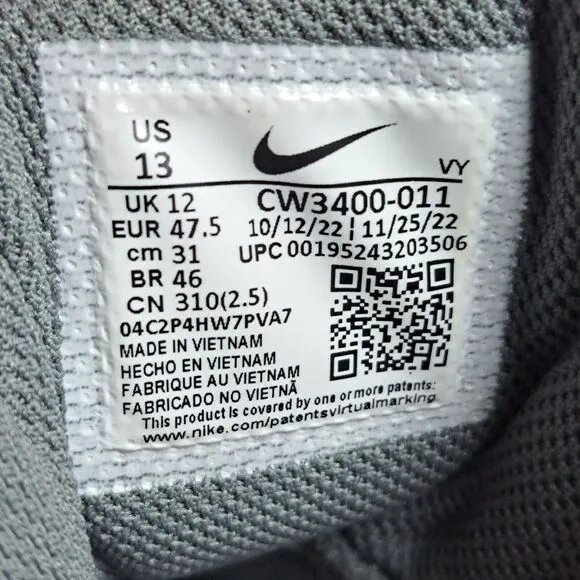 US
13
VY
UK 12
EUR 47.5
cm 31
BR 46
CN 310(2.5)
CW3400-011
10/12/22 | 11/25/22
UPC 00195243203506
04C2P4HW7PVA7
MADE IN VIETNAM
HECHO EN VIETNAM
FABRIQUE AU VIETNAM
FABRICADO NO VIETNÃ
This product is covered by one or more patents:
www.nike.com/patentsvirtualmarking